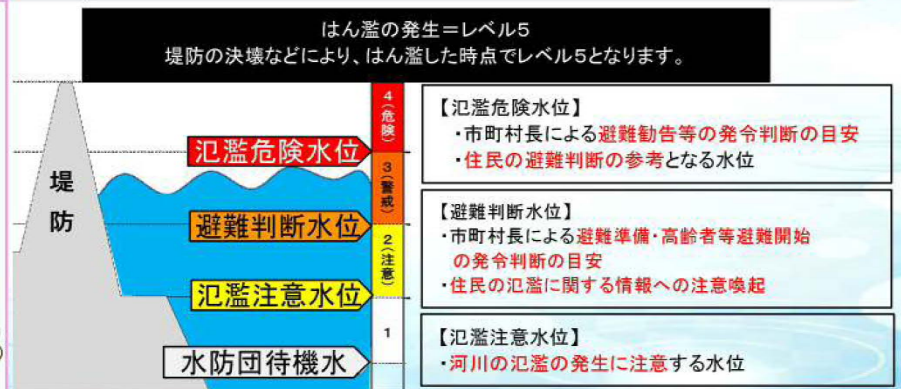 はん濫の発生＝レベル5
堤防の決壊などにより、はん濫した時点でレベル5となります。
堤防
氾濫危険水位
避難判断水位
氾濫注意水位
水防団待機水
4(危険)
3(警戒)
2(注意)
1
【氾濫危険水位】
・市町村長による避難勧告等の発令判断の目安
・住民の避難判断の参考となる水位
【避難判断水位】
・市町村長による避難準備・高齢者等避難開始
の発令判断の目安
・住民の氾濫に関する情報への注意喚起
【氾濫注意水位】
・河川の氾濫の発生に注意する水位
)